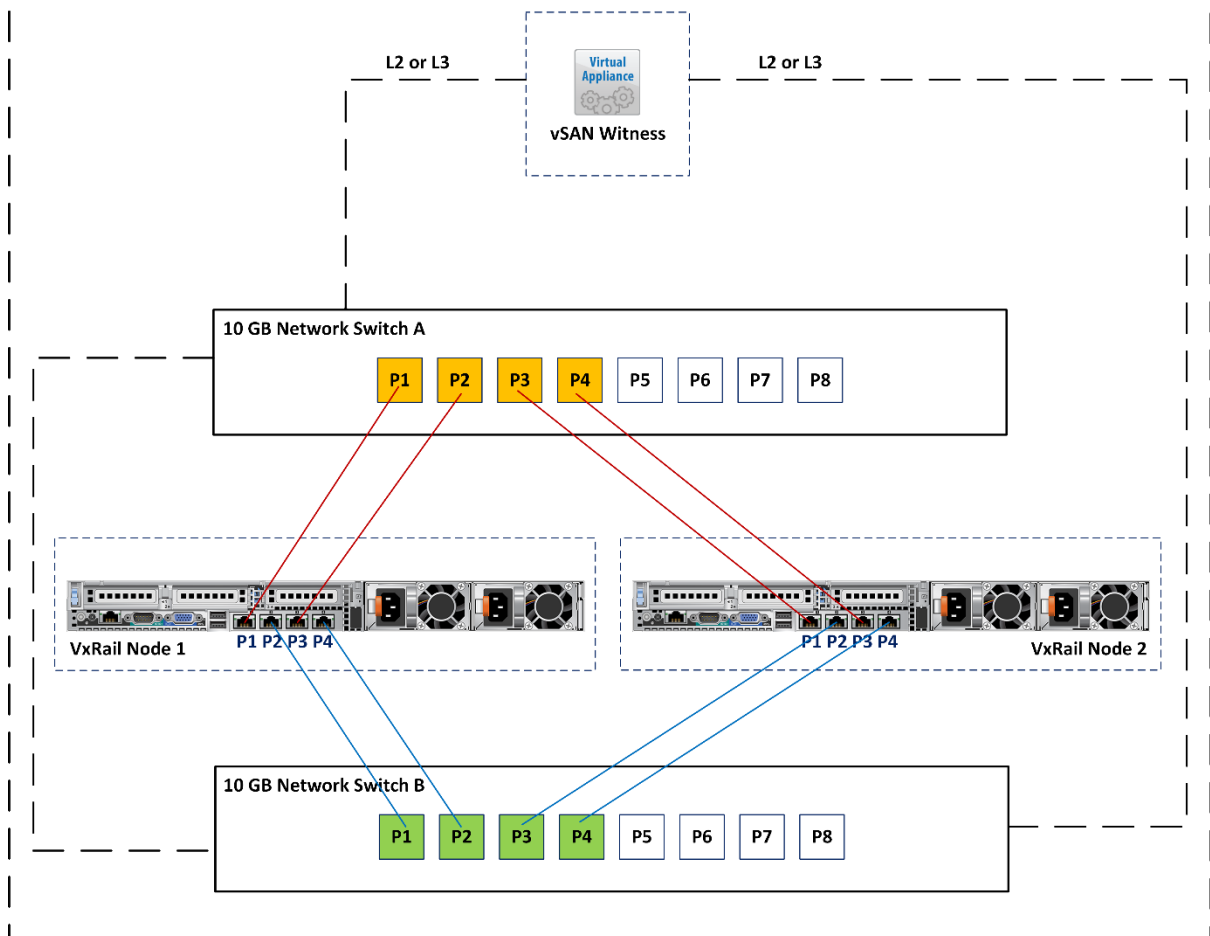 L2 or L3
Virtual
Appliance
L2 or L3
vSAN Witness
10 GB Network Switch A
P1 P2 P3 P4 P5 P6 P7 P8
P1 P2 P3 P4
VxRail Node 1
P1 P2 P3 P4
VxRail Node 2
10 GB Network Switch B
P1 P2 P3 P4 P5 P6 P7 P8